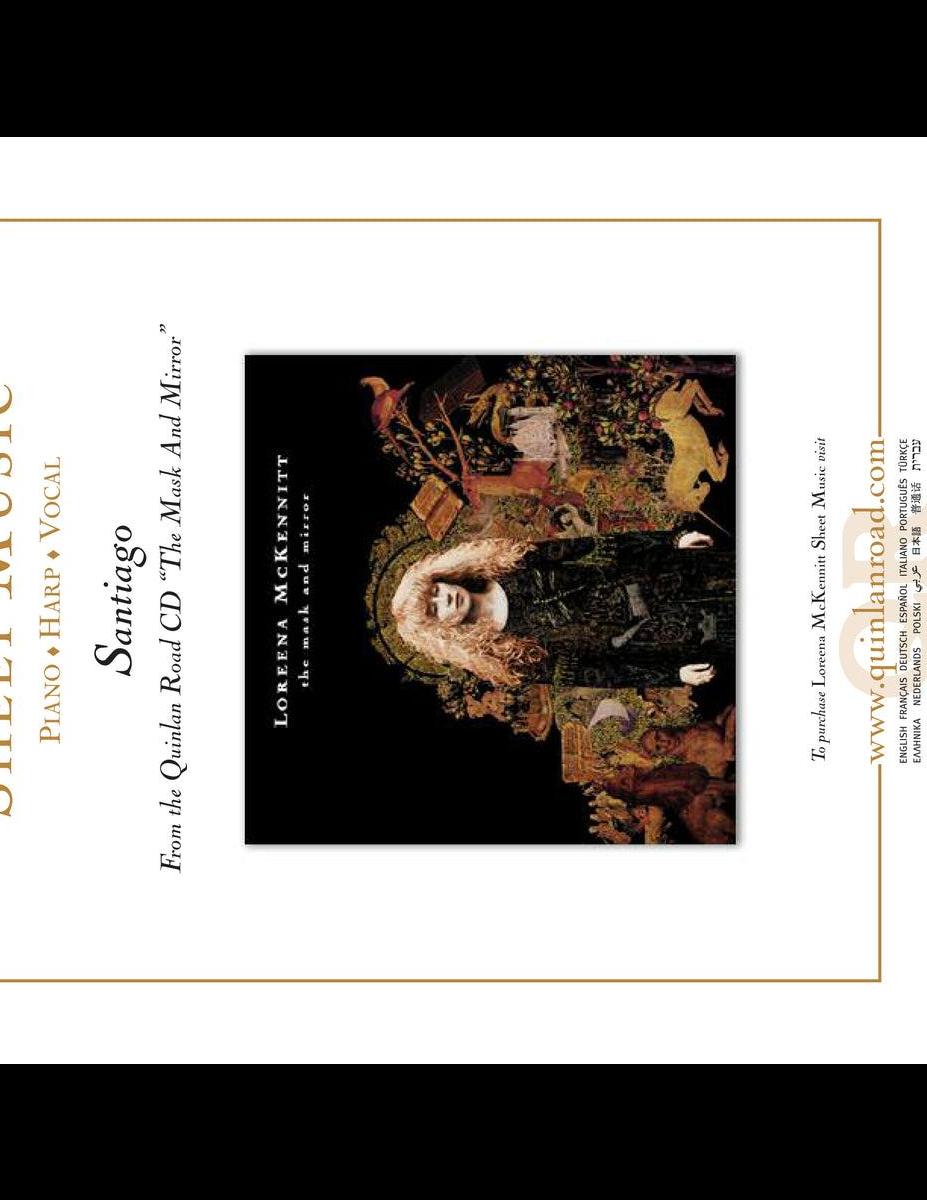 SHEET MUSIC
PIANO ♦ HARP ♦ VOCAL
Santiago
From the Quinlan Road CD “The Mask And Mirror”
LOREENA MCKENNITT
the mask and mirror
To purchase Loreena McKennitt Sheet Music visit
www.quinlanroad.com
ENGLISH FRANÇAIS DEUTSCH ESPAÑOL ITALIANO PORTUGUÊS TÜRKÇE
ΕΛΛΗΝΙΚΑ NEDERLANDS POLSKI عربي 日本語 普通话 עברית